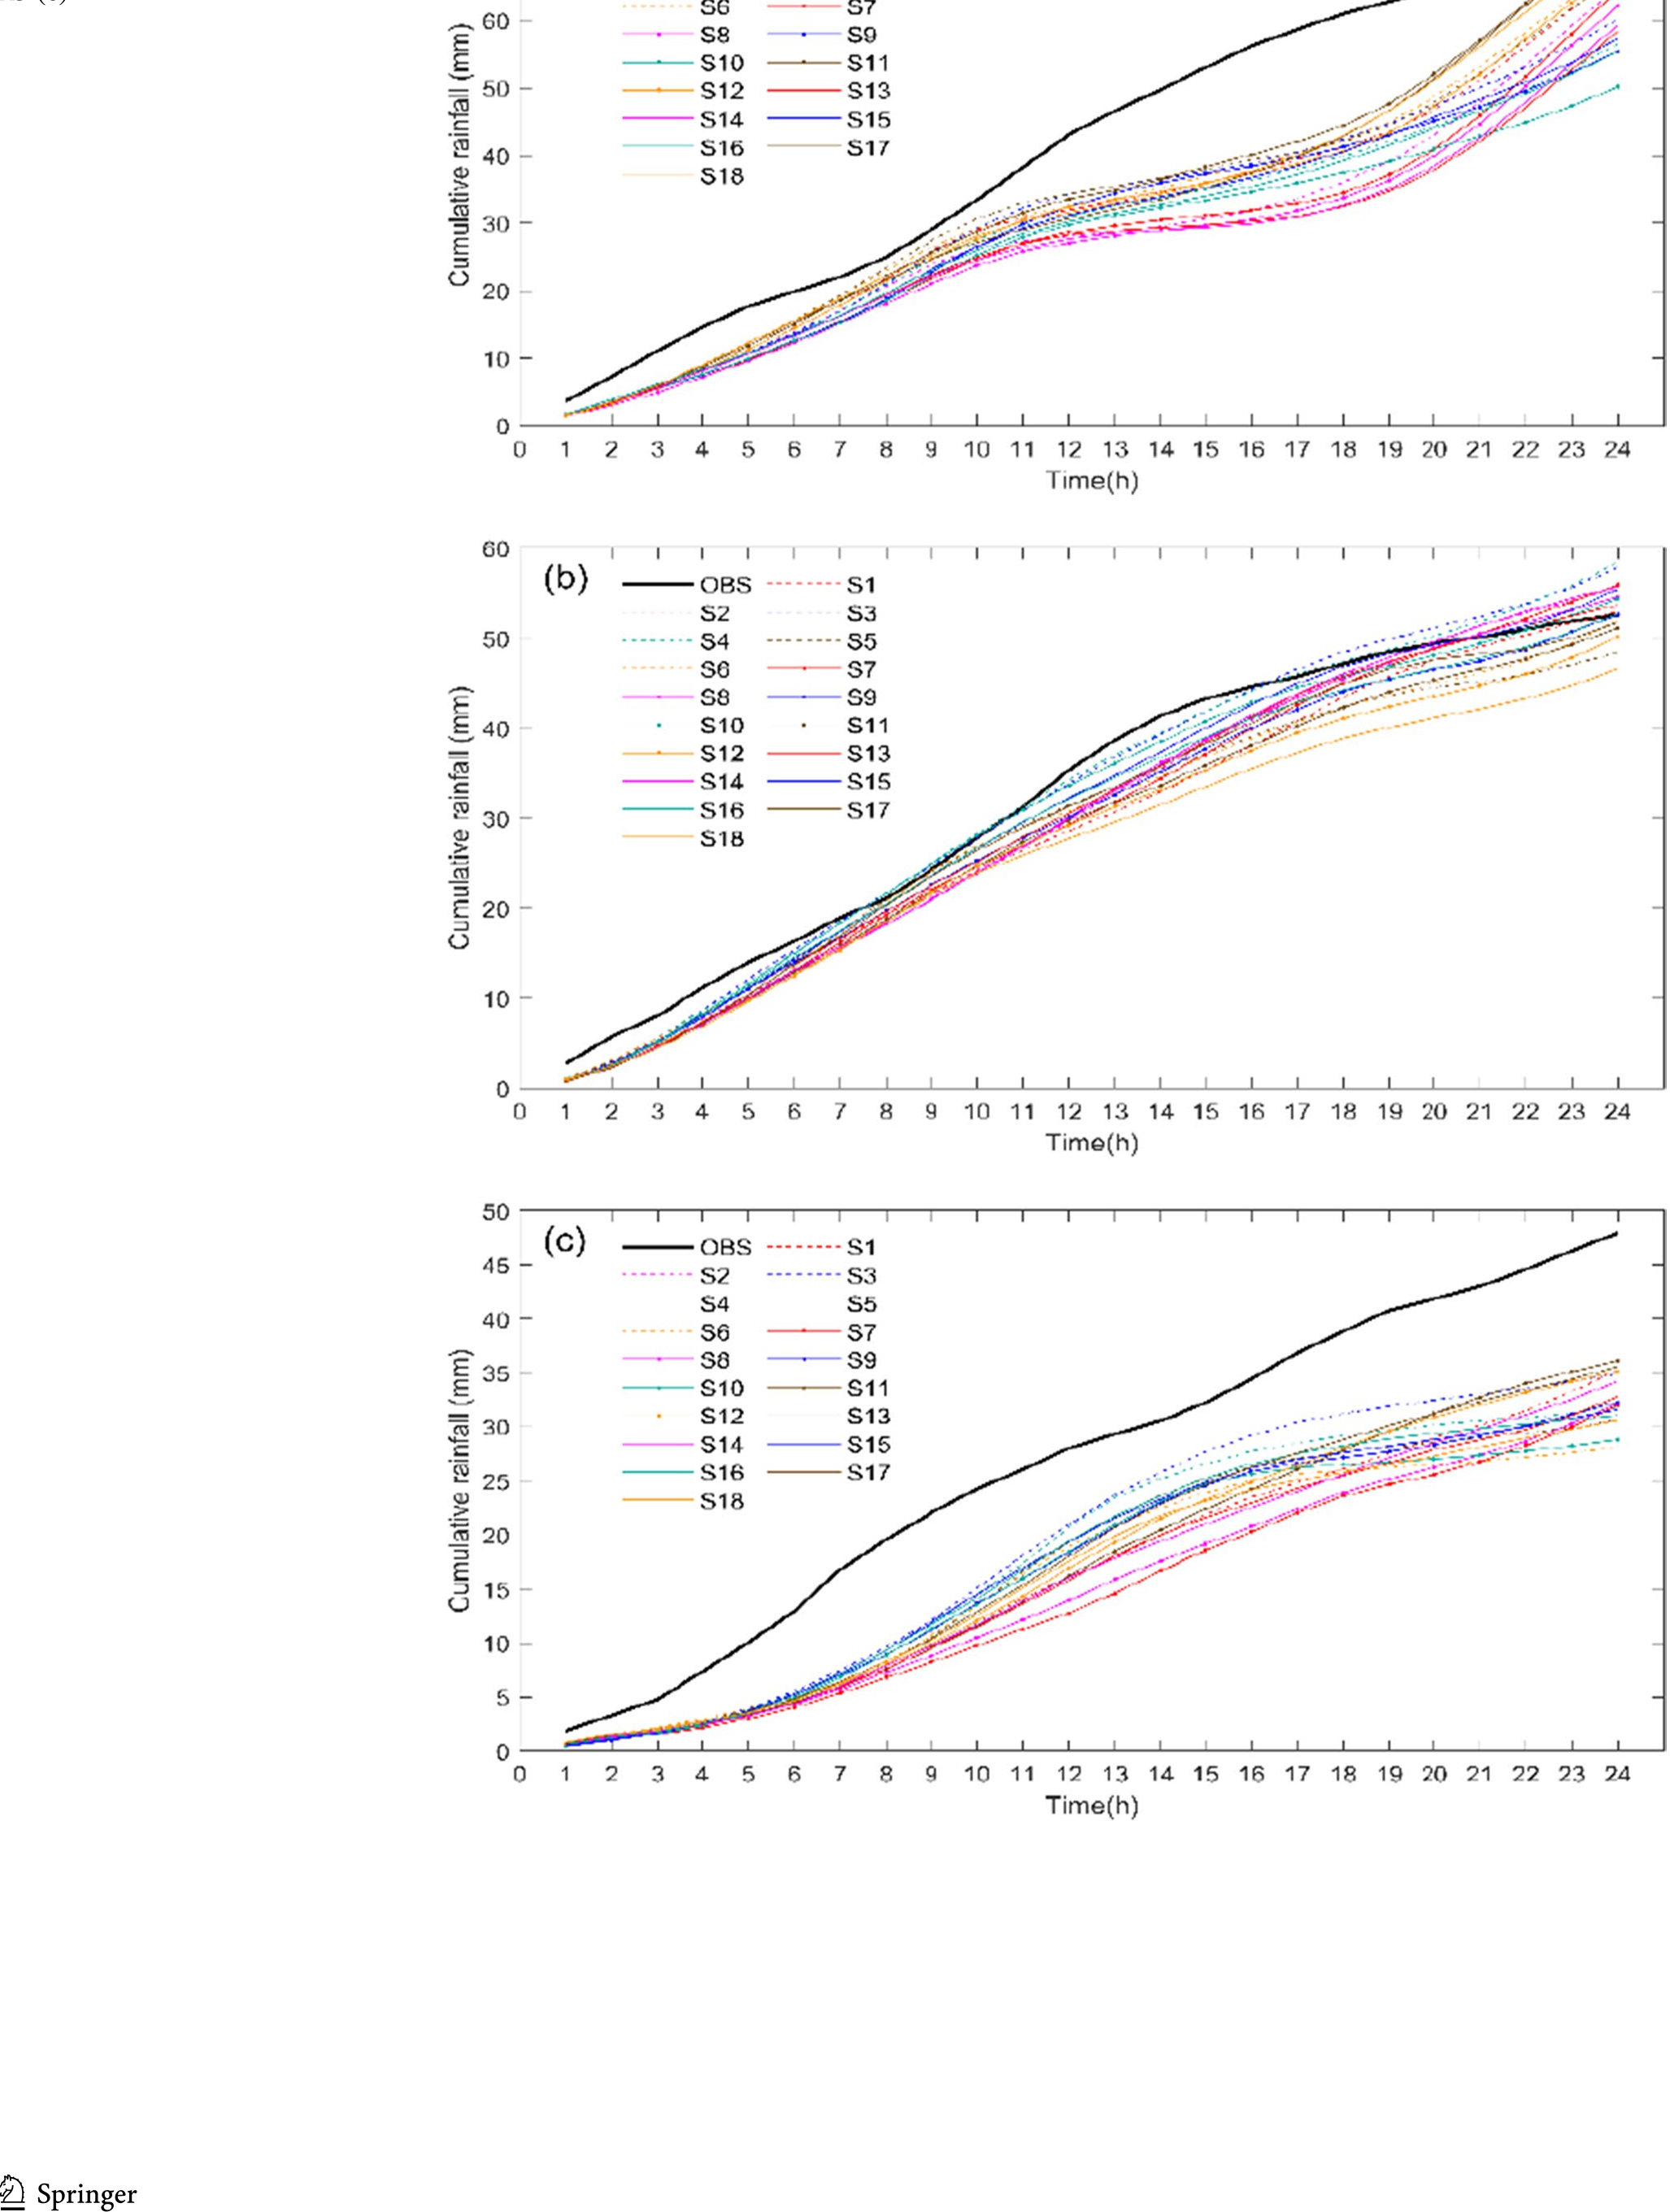 S6 S7
60
S8 S9
S10 S11
50
S12 S13
S14 S15
40
S16 S17
S18
30
20
10
0
Cumulative rainfall (mm)
0 1 2 3 4 5 6 7 8 9 10 11 12 13 14 15 16 17 18 19 20 21 22 23 24
Time(h)
60
(b) OBS S1
S2 S3
50
S4 S5
S6 S7
S8 S9
40
S10 S11
S12 S13
S14 S15
30
S16 S17
S18
20
10
0
Cumulative rainfall (mm)
0 1 2 3 4 5 6 7 8 9 10 11 12 13 14 15 16 17 18 19 20 21 22 23 24
Time(h)
50
(c) OBS S1
45
S2 S3
S4 S5
40
S6 S7
S8 S9
35
S10 S11
S12 S13
30
S14 S15
S16 S17
25
S18
20
15
10
5
0
Cumulative rainfall (mm)
0 1 2 3 4 5 6 7 8 9 10 11 12 13 14 15 16 17 18 19 20 21 22 23 24
Time(h)
Springer